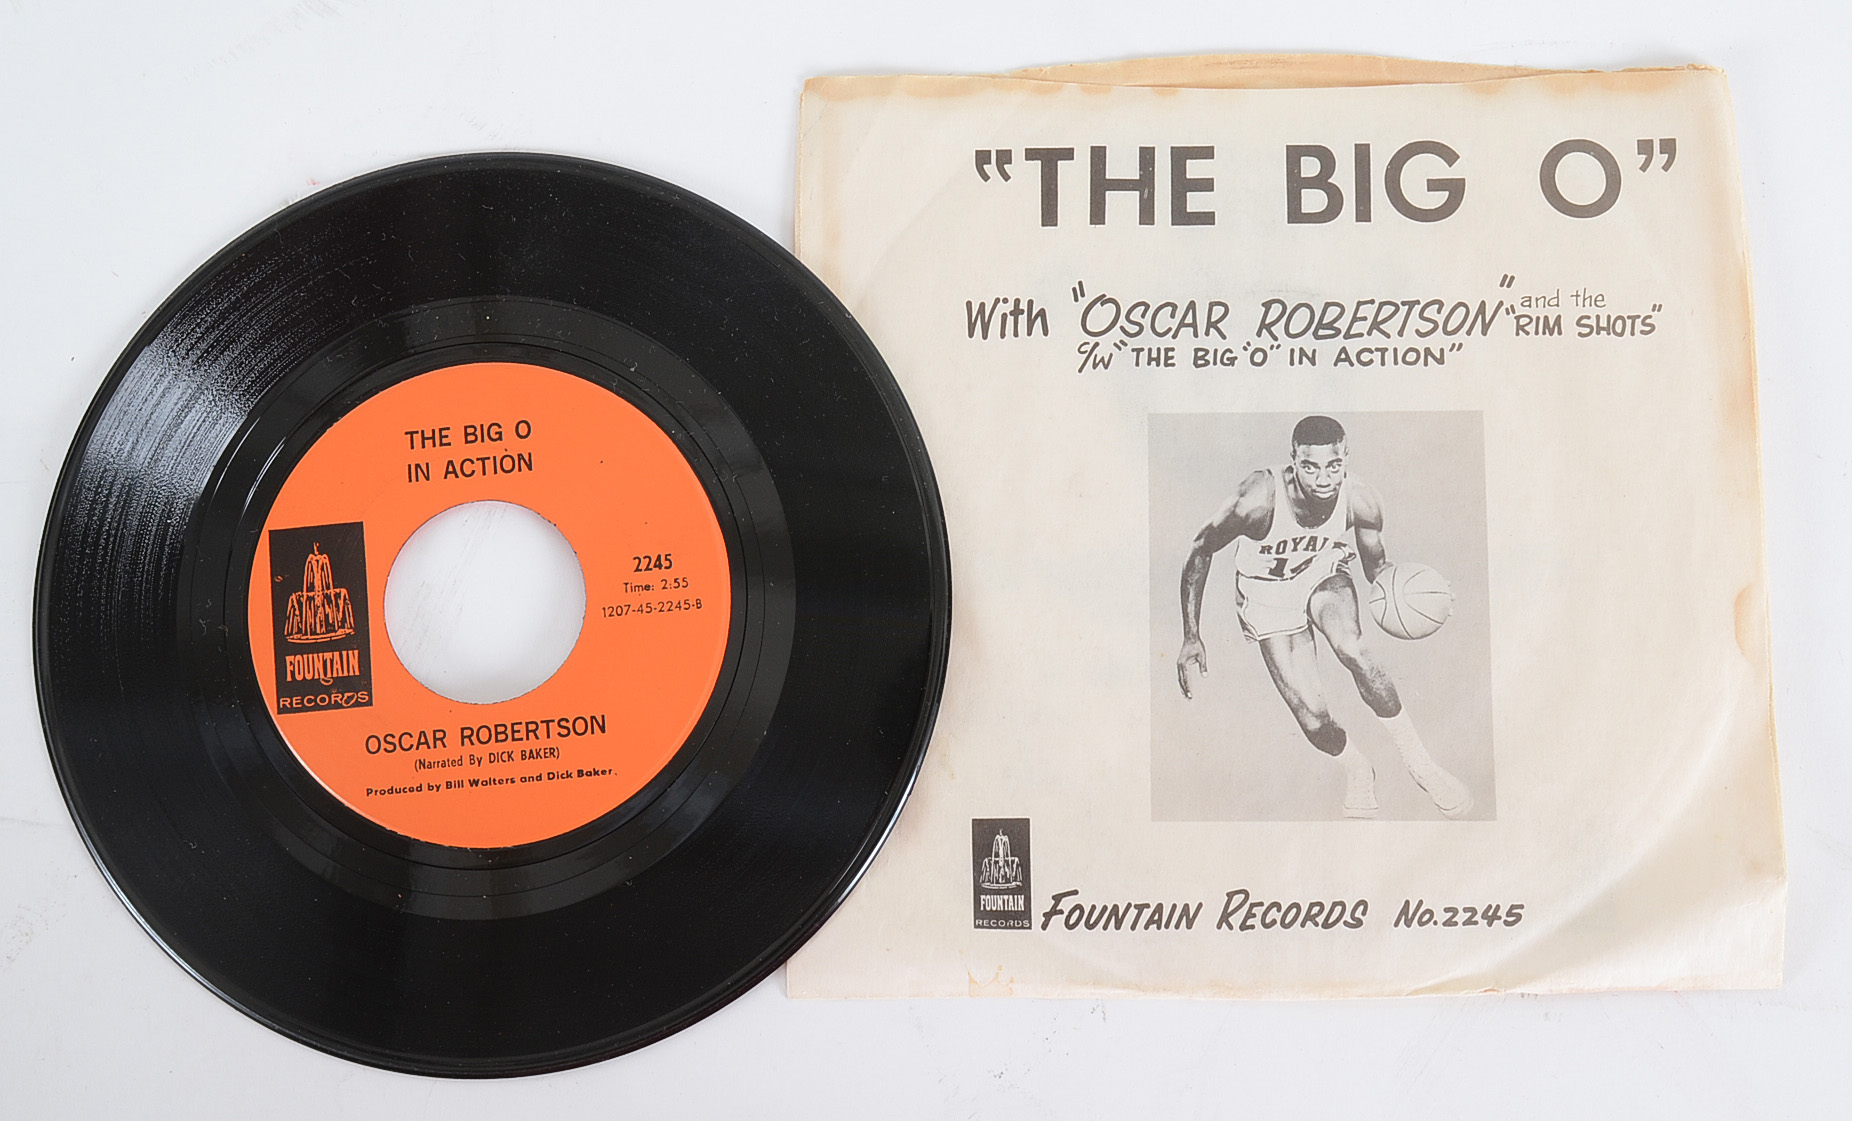 THE BIG O
IN ACTION
2245
Time: 2:55
1207-45-2245-B
FOUNTAIN
RECORDS
OSCAR ROBERTSON
(Narrated By DICK BAKER)
Produced by Bill Walters and Dick Baker.
"THE BIG O"
With "OSCAR ROBERTSON" and the "RIM SHOTS"
c/w "THE BIG "O" IN ACTION"
ROYAL
14
FOUNTAIN
RECORDS
FOUNTAIN RECORDS No. 2245